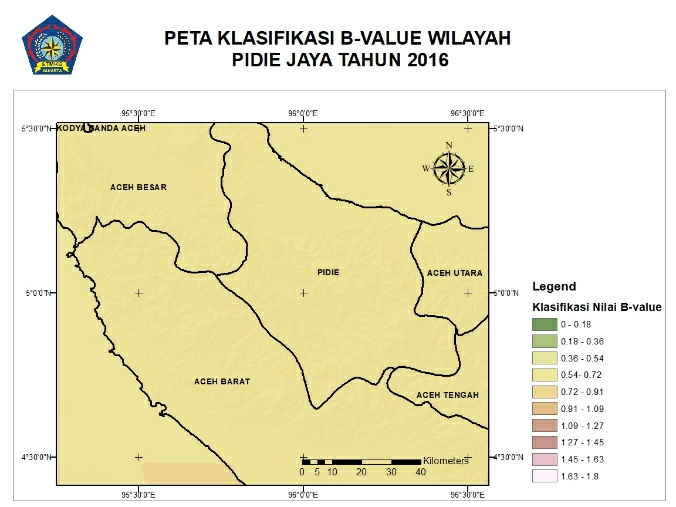 PETA KLASIFIKASI B-VALUE WILAYAH
PIDIE JAYA TAHUN 2016
95°30'0"E 96°0'0"E 96°30'0"E
5°30'0"N 5°30'0"N
KODYA BANDA ACEH
N
W E
S
ACEH BESAR
PIDIE
ACEH UTARA
5°0'0"N 5°0'0"N
ACEH BARAT
ACEH TENGAH
4°30'0"N 4°30'0"N
Kilometers
0 5 10 20 30 40
95°30'0"E 96°0'0"E 96°30'0"E
Legend
Klasifikasi Nilai B-value
0 - 0.18
0.18 - 0.36
0.36 - 0.54
0.54- 0.72
0.72 - 0.91
0.91 - 1.09
1.09 - 1.27
1.27 - 1.45
1.45 - 1.63
1.63 - 1.8